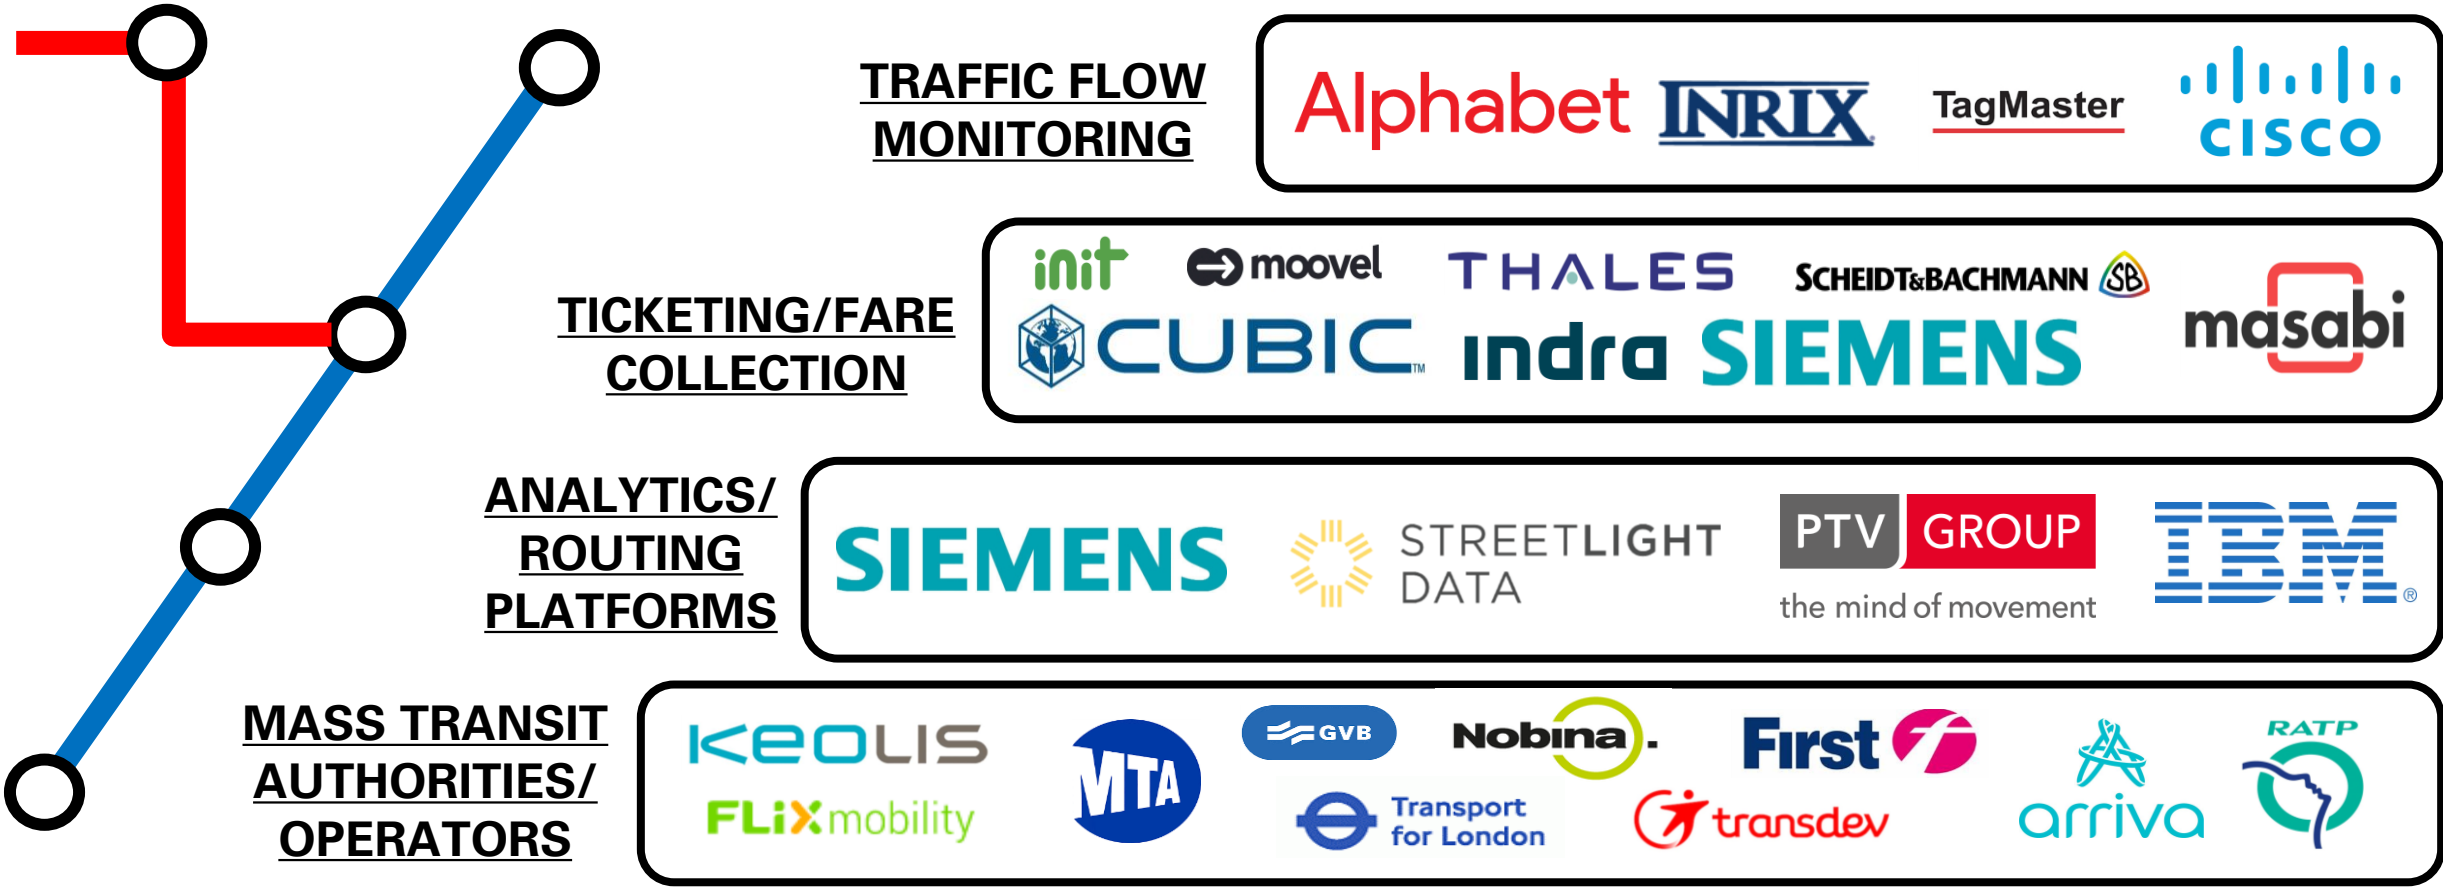 TRAFFIC FLOW
MONITORING
Alphabet INRIX TagMaster CISCO
TICKETING/FARE
COLLECTION
init moovel THALES SCHEIDT&BACHMANN SB
masabi
CUBIC™ indra SIEMENS
ANALYTICS/
ROUTING
PLATFORMS
SIEMENS
STREETLIGHT
DATA
PTV GROUP
the mind of movement
IBM®
MASS TRANSIT
AUTHORITIES/
OPERATORS
KEOLIS
FLiXmobility
MTA
GVB
Nobina.
First f
Transport
for London
transdev
arriva
RATP